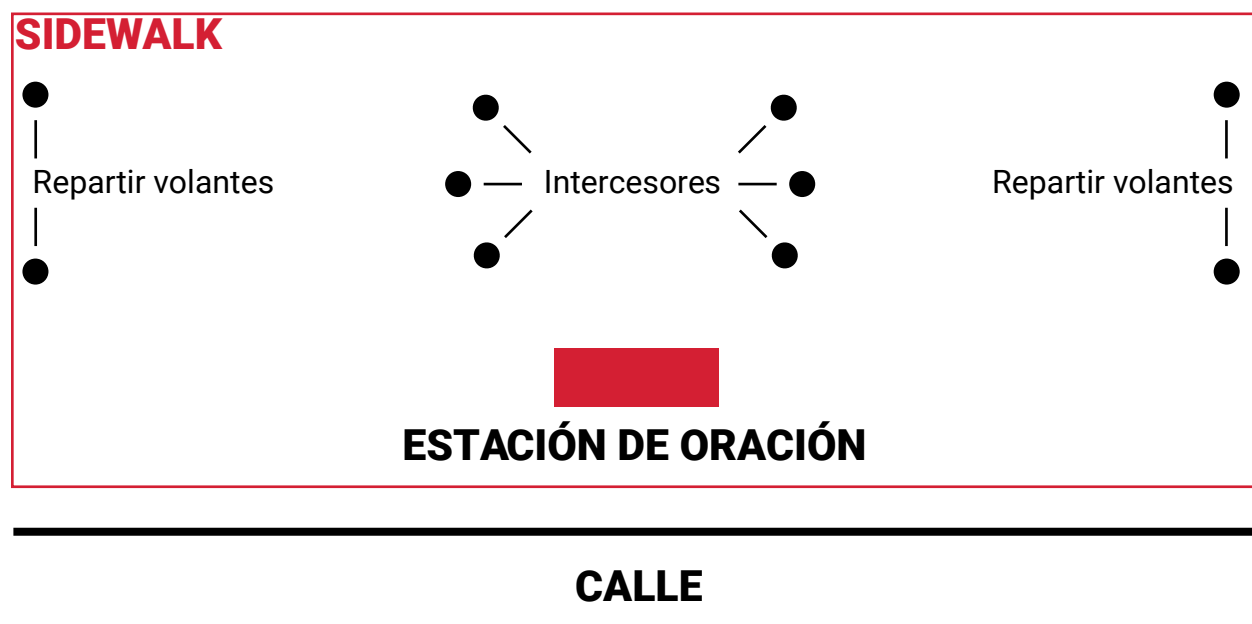 SIDEWALK
Repartir volantes
Intercesores
Repartir volantes
ESTACIÓN DE ORACIÓN
CALLE